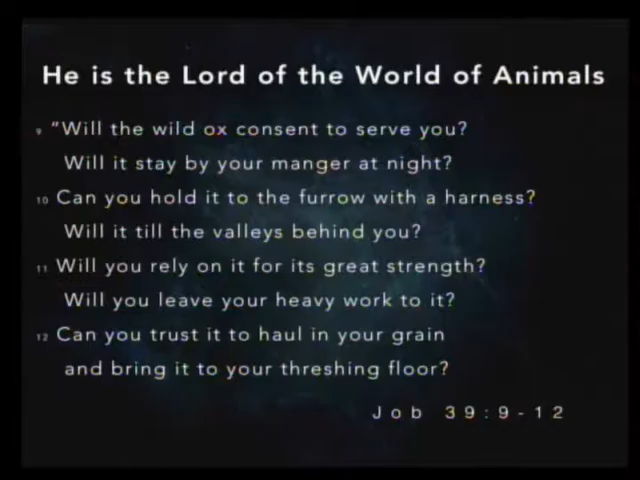 He is the Lord of the World of Animals
9 "Will the wild ox consent to serve you?
Will it stay by your manger at night?
10 Can you hold it to the furrow with a harness?
Will it till the valleys behind you?
11 Will you rely on it for its great strength?
Will you leave your heavy work to it?
12 Can you trust it to haul in your grain
and bring it to your threshing floor?
Job 39:9-12